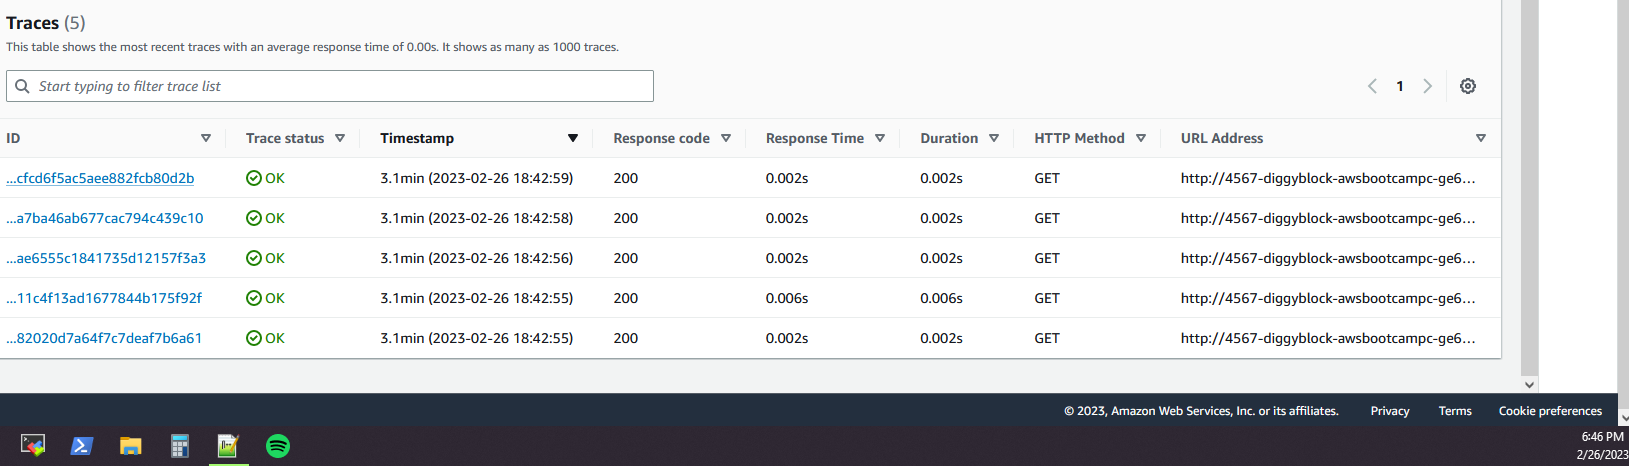 Traces (5)
This table shows the most recent traces with an average response time of 0.00s. It shows as many as 1000 traces.
Start typing to filter trace list
1
ID Trace status Timestamp Response code Response Time Duration HTTP Method URL Address
...cfcd6f5ac5aee882fcb80d2b OK 3.1min (2023-02-26 18:42:59) 200 0.002s 0.002s GET http://4567-diggyblock-awsbootcampc-ge6...
...a7ba46ab677cac794c439c10 OK 3.1min (2023-02-26 18:42:58) 200 0.002s 0.002s GET http://4567-diggyblock-awsbootcampc-ge6...
...ae6555c1841735d12157f3a3 OK 3.1min (2023-02-26 18:42:56) 200 0.002s 0.002s GET http://4567-diggyblock-awsbootcampc-ge6...
...11c4f13ad1677844b175f92f OK 3.1min (2023-02-26 18:42:55) 200 0.006s 0.006s GET http://4567-diggyblock-awsbootcampc-ge6...
...82020d7a64f7c7deaf7b6a61 OK 3.1min (2023-02-26 18:42:55) 200 0.002s 0.002s GET http://4567-diggyblock-awsbootcampc-ge6...
© 2023, Amazon Web Services, Inc. or its affiliates. Privacy Terms Cookie preferences
6:46 PM
2/26/2023